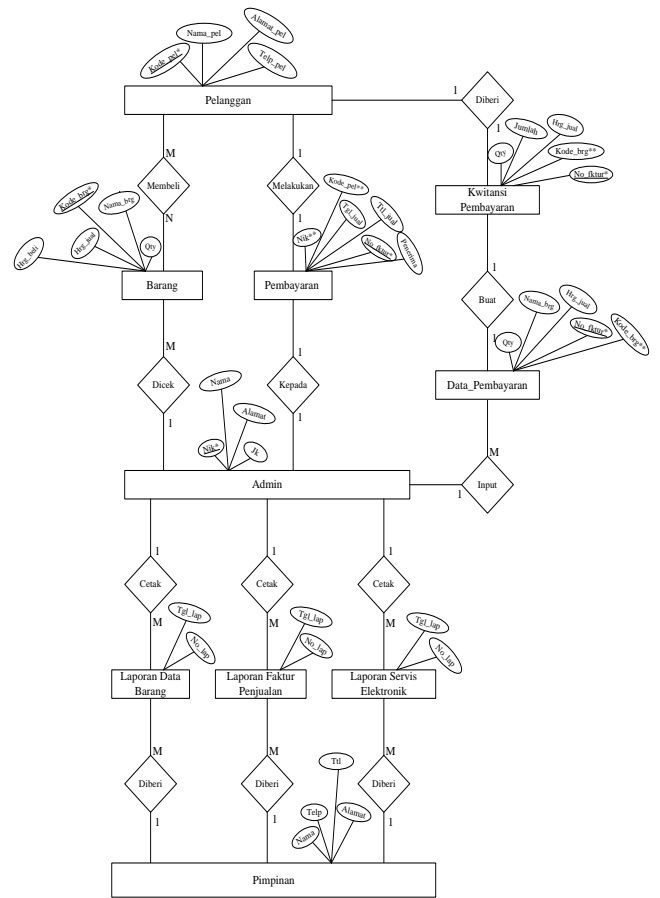 Nama_pel
Alamat_pel
Kode_pel*
Telp_pel
Pelanggan
1
Diberi
1
M
Membeli
N
1
Melakukan
1
Qty
Jumlah
Hrg_jual
Kode_brg**
No_fktur*
Kwitansi
Pembayaran
Hrg_beli
Kode_brg*
Hrg_jual
Nama_brg
Qty
Barang
Nik**
Kode_pel**
Tgl_jual
Ttl_jual
No_fktur*
Penerima
Pembayaran
1
Buat
1
Qty
Nama_brg
Hrg_jual
No_fktur*
Kode_brg**
Data_Pembayaran
M
Dicek
1
1
Kepada
1
Nama
Alamat
Nik*
Jk
Admin
M
Input
1
1
Cetak
M
1
Cetak
M
1
Cetak
M
Tgl_lap
No_lap
Laporan Data
Barang
Tgl_lap
No_lap
Laporan Faktur
Penjualan
Tgl_lap
No_lap
Laporan Servis
Elektronik
M
Diberi
1
M
Diberi
1
M
Diberi
1
Nama
Telp
Ttl
Alamat
Pimpinan